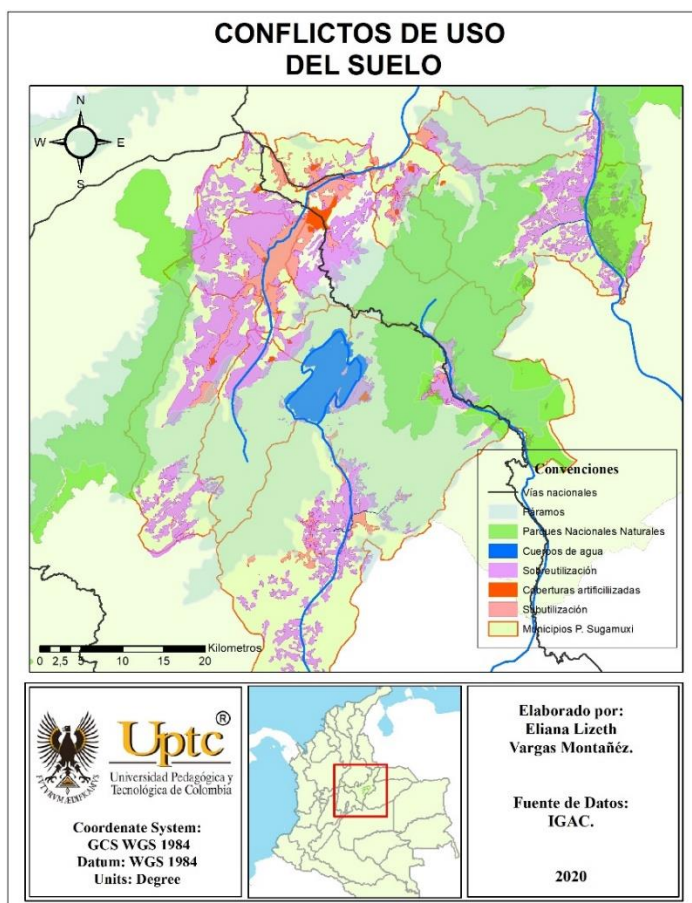 CONFLICTOS DE USO
DEL SUELO
N
W
E
S
Convenciones
Vías nacionales
Páramos
Parques Nacionales Naturales
Cuerpos de agua
Sobreutilización
Coberturas artificiliizadas
Subutilización
Municipios P. Sugamuxi
Kilometros
0 2,5 5 10 15 20
Uptc®
Universidad Pedagógica y
Tecnológica de Colombia
Coordenate System:
GCS WGS 1984
Datum: WGS 1984
Units: Degree
Elaborado por:
Eliana Lizeth
Vargas Montañéz.
Fuente de Datos:
IGAC.
2020